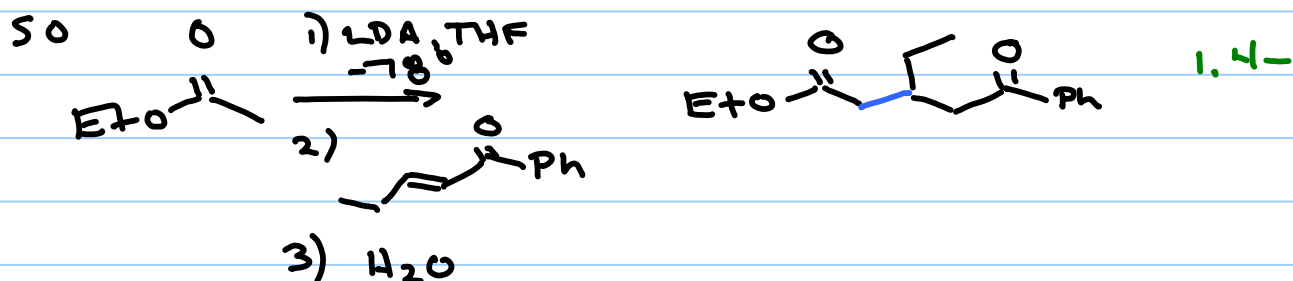 SO O 1) LDA, THF
-78° O O 1.4-
EtO EtO Ph
2) O
Ph
3) H2O